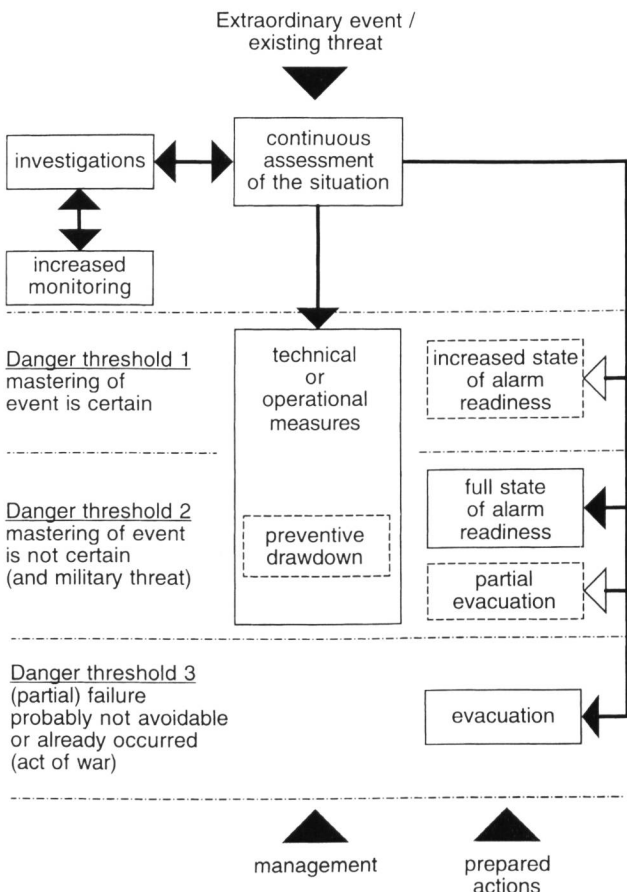 Extraordinary event /
existing threat
investigations
continuous
assessment
of the situation
increased
monitoring
Danger threshold 1
mastering of
event is certain
technical
or
operational
measures
increased state
of alarm
readiness
Danger threshold 2
mastering of event
is not certain
(and military threat)
preventive
drawdown
full state
of alarm
readiness
partial
evacuation
Danger threshold 3
(partial) failure
probably not avoidable
or already occurred
(act of war)
evacuation
management
prepared
actions